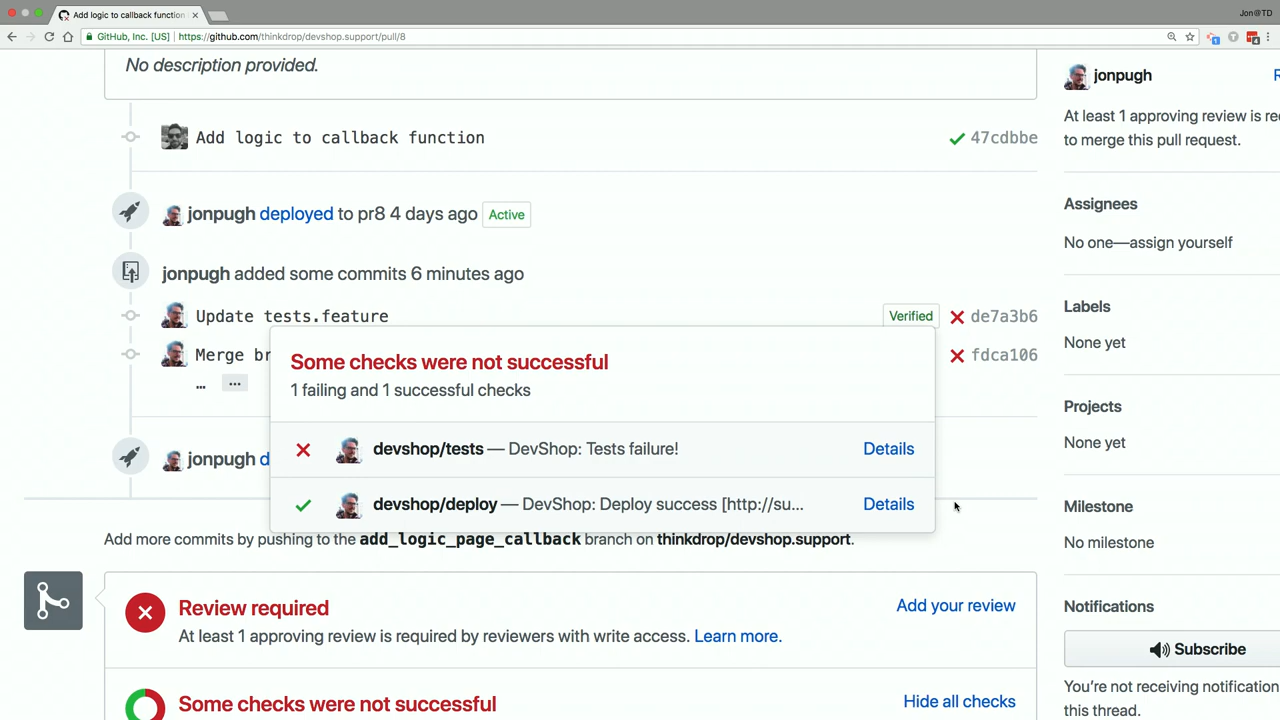 Add logic to callback function
Jon@TD
GitHub, Inc. [US] | https://github.com/thinkdrop/devshop.support/pull/8
No description provided.
Add logic to callback function 47cdbbe
jonpugh deployed to pr8 4 days ago Active
jonpugh added some commits 6 minutes ago
Update tests.feature Verified de7a3b6
Merge br fdca106
… …
Some checks were not successful
1 failing and 1 successful checks
devshop/tests — DevShop: Tests failure! Details
devshop/deploy — DevShop: Deploy success [http://su... Details
jonpugh d
Add more commits by pushing to the add_logic_page_callback branch on thinkdrop/devshop.support.
Review required Add your review
At least 1 approving review is required by reviewers with write access. Learn more.
Some checks were not successful Hide all checks
jonpugh R
At least 1 approving review is re
to merge this pull request.
Assignees
No one—assign yourself
Labels
None yet
Projects
None yet
Milestone
No milestone
Notifications
Subscribe
You're not receiving notification
this thread.